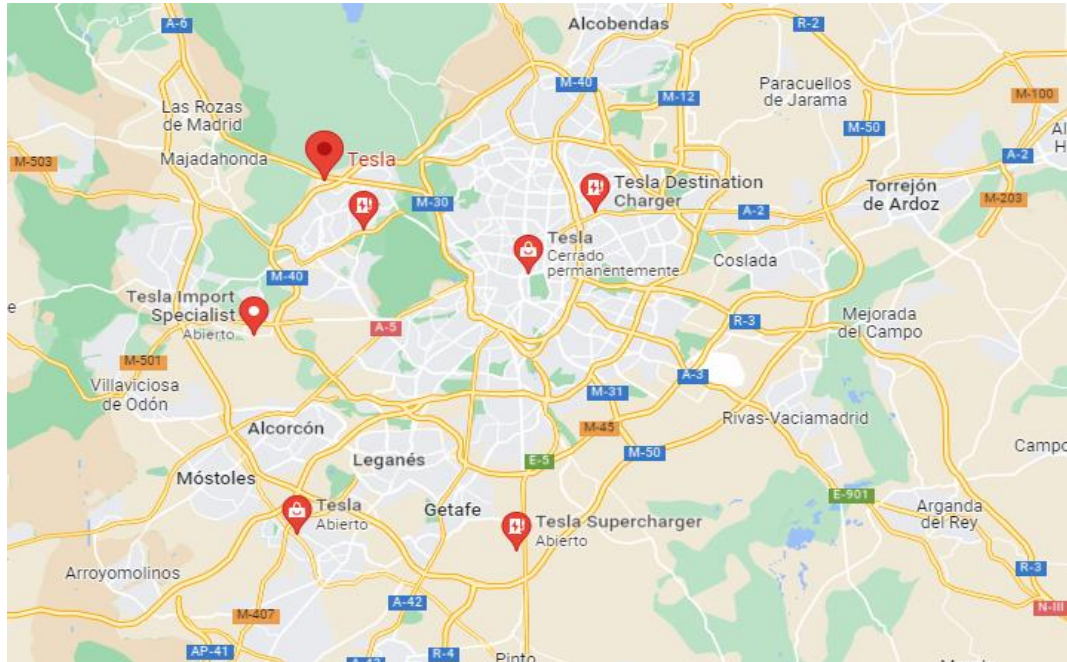 A-6
Alcobendas
R-2
M-40
M-12
Paracuellos
de Jarama
M-100
Las Rozas
de Madrid
M-50
M-503
Majadahonda
Tesla
A-2
Tesla Destination
Charger
M-30
A-2
Torrejón
de Ardoz
M-203
Tesla
Cerrado
permanentemente
Coslada
M-40
Tesla Import
Specialist
Abierto
A-5
R-3
Mejorada
del Campo
M-501
Villaviciosa
de Odón
A-3
M-31
Rivas-Vaciamadrid
Alcorcón
M-45
M-50
Leganés
E-5
Móstoles
E-901
Tesla
Abierto
Getafe
Tesla Supercharger
Abierto
Arganda
del Rey
Arroyomolinos
R-3
A-42
M-407
N-III
AP-41
R-4
Pinto